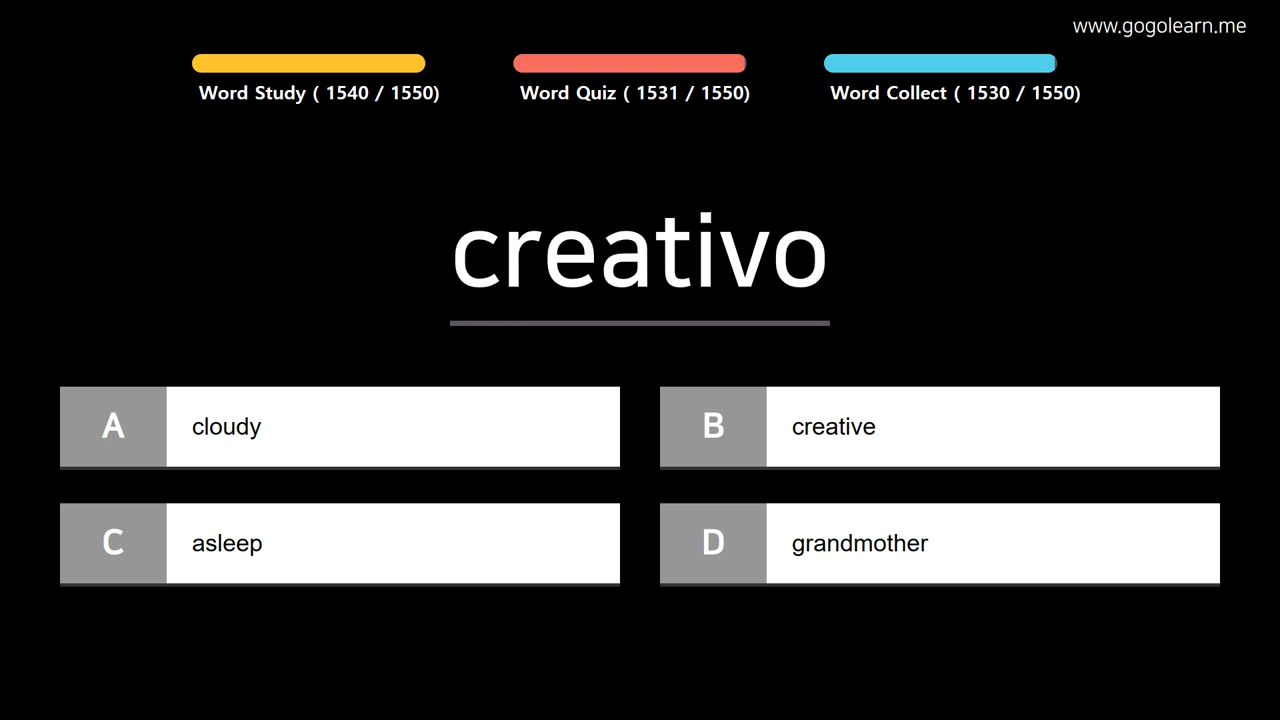 www.gogolearn.me
Word Study ( 1540 / 1550)
Word Quiz ( 1531 / 1550)
Word Collect ( 1530 / 1550)
creativo
A cloudy
B creative
C asleep
D grandmother